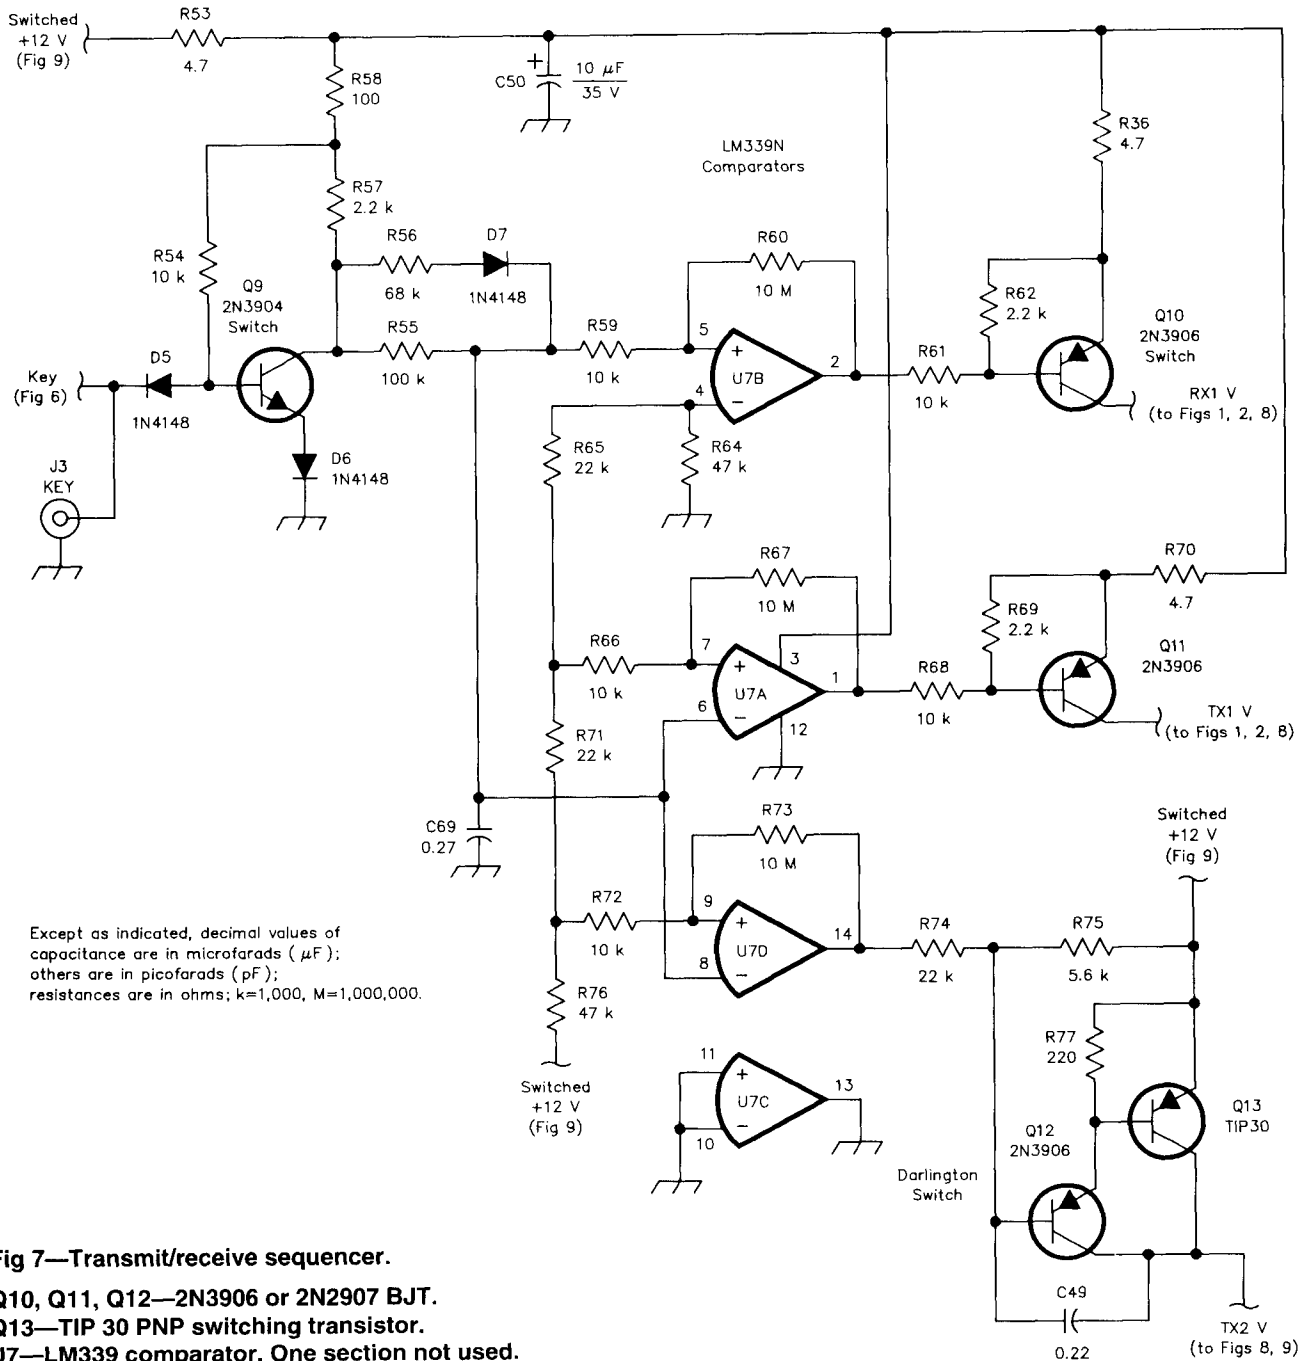 Switched
+12 V
(Fig 9)
R53
4.7
R58
100
C50
+
10 µF
35 V
R36
4.7
LM339N
Comparators
R57
2.2 k
R54
10 k
R56
68 k
D7
1N4148
R60
10 M
Q9
2N3904
Switch
R55
100 k
R59
10 k
5
+
U7B
4
−
2
R61
10 k
R62
2.2 k
Q10
2N3906
Switch
RX1 V
(to Figs 1, 2, 8)
Key
(Fig 6)
D5
1N4148
J3
KEY
D6
1N4148
R65
22 k
R64
47 k
R67
10 M
R70
4.7
R69
2.2 k
Q11
2N3906
R66
10 k
7
+
3
U7A
6
−
12
1
R68
10 k
TX1 V
(to Figs 1, 2, 8)
R71
22 k
C69
0.27
R73
10 M
Switched
+12 V
(Fig 9)
R72
10 k
9
+
U7D
8
−
14
R74
22 k
R75
5.6 k
Except as indicated, decimal values of
capacitance are in microfarads ( µF);
others are in picofarads ( pF);
resistances are in ohms; k=1,000, M=1,000,000.
R76
47 k
Switched
+12 V
(Fig 9)
11
+
U7C
−
10
13
R77
220
Q13
TIP30
Q12
2N3906
Darlington
Switch
C49
0.22
TX2 V
(to Figs 8, 9)
Fig 7—Transmit/receive sequencer.
Q10, Q11, Q12—2N3906 or 2N2907 BJT.
Q13—TIP 30 PNP switching transistor.
U7—LM339 comparator. One section not used.